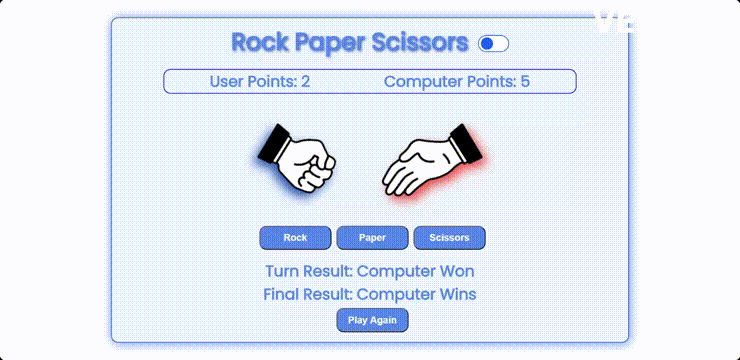 Rock Paper Scissors
User Points: 2 Computer Points: 5
Rock Paper Scissors
Turn Result: Computer Won
Final Result: Computer Wins
Play Again